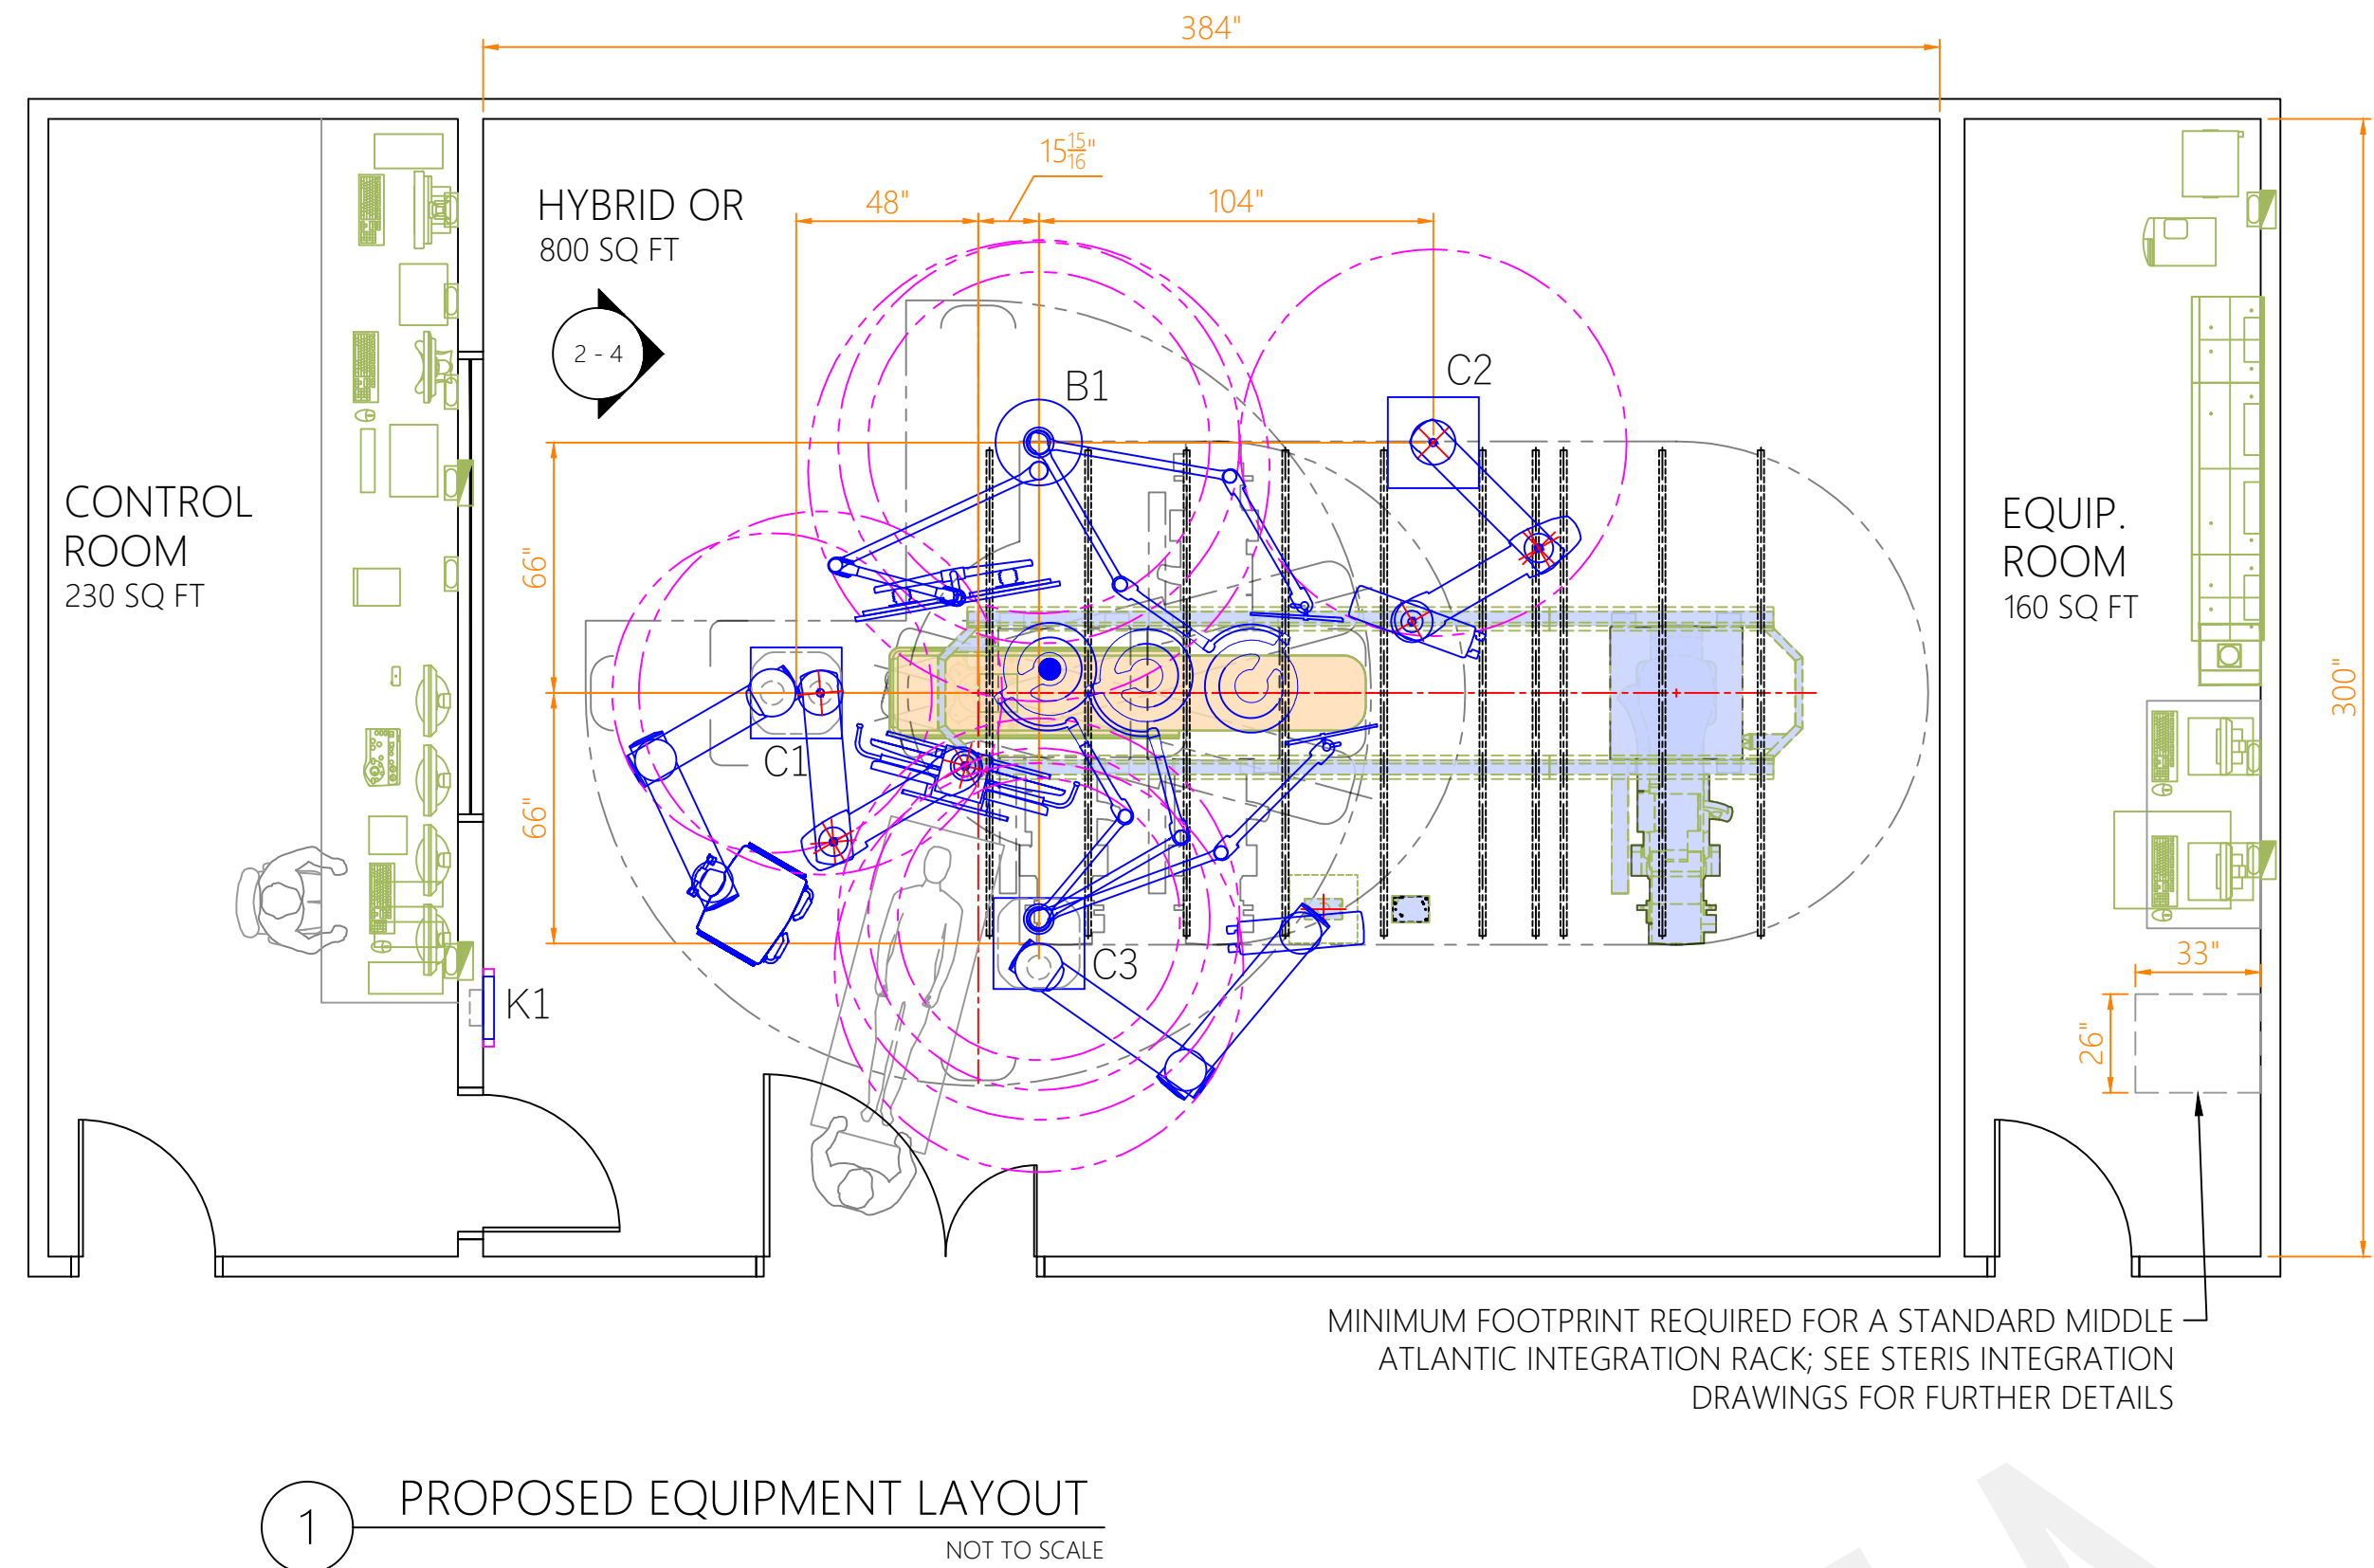 384"
15 15/16"
48"
104"
HYBRID OR
800 SQ FT
2 - 4
C2
B1
CONTROL
ROOM
230 SQ FT
EQUIP.
ROOM
160 SQ FT
66"
300"
C1
66"
C3
33"
K1
26"
MINIMUM FOOTPRINT REQUIRED FOR A STANDARD MIDDLE
ATLANTIC INTEGRATION RACK; SEE STERIS INTEGRATION
DRAWINGS FOR FURTHER DETAILS
1
PROPOSED EQUIPMENT LAYOUT
NOT TO SCALE